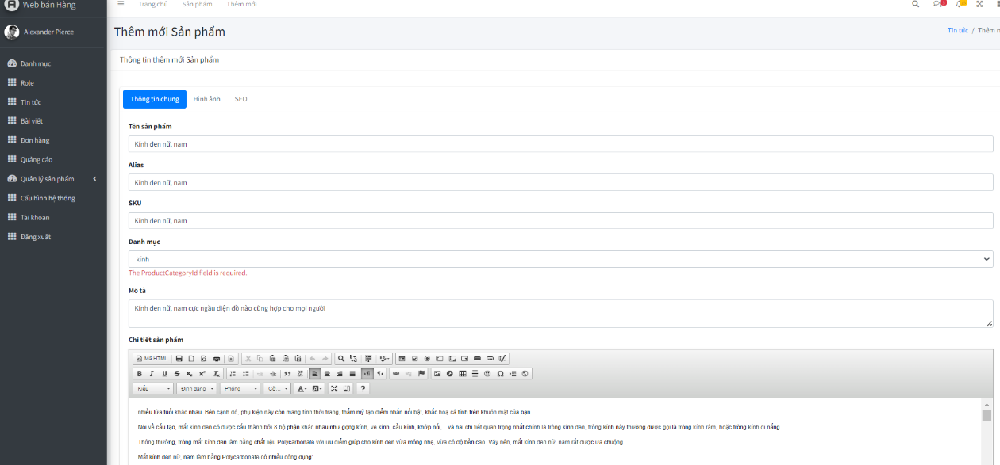 Web bán Hàng
Trang chủ Sản phẩm Thêm mới
Alexander Pierce
Thêm mới Sản phẩm
Tin tức / Thêm
Thông tin thêm mới Sản phẩm
Danh mục
Role
Tin tức
Bài viết
Đơn hàng
Quảng cáo
Quản lý sản phẩm
Cấu hình hệ thống
Tài khoản
Đăng xuất
Thông tin chung Hình ảnh SEO
Tên sản phẩm
Kính đen nữ, nam
Alias
Kính đen nữ, nam
SKU
Kính đen nữ, nam
Danh mục
kính
The ProductCategoryId field is required.
Mô tả
Kính đen nữ, nam cực ngầu diện đồ nào cũng hợp cho mọi người
Chi tiết sản phẩm
Mã HTML
Kiểu Định dạng Phông Cỡ...
nhiều lứa tuổi khác nhau. Bên cạnh đó, phụ kiện này còn mang tính thời trang, thẩm mỹ tạo điểm nhấn nổi bật, khắc hoạ cá tính trên khuôn mặt của bạn.
Nói về cấu tạo, mắt kính đen có được cấu thành bởi 8 bộ phận khác nhau như gọng kính, ve kính, cầu kính, khớp nối....và hai chi tiết quan trọng nhất chính là tròng kính đen, tròng kính này thường được gọi là tròng kính râm, hoặc tròng kính đi nắng.
Thông thường, tròng mắt kính đen làm bằng chất liệu Polycarbonate với ưu điểm giúp cho kính đen vừa mỏng nhẹ, vừa có độ bền cao. Vậy nên, mắt kính đen nữ, nam rất được ưa chuộng.
Mắt kính đen nữ, nam làm bằng Polycarbonate có nhiều công dụng: